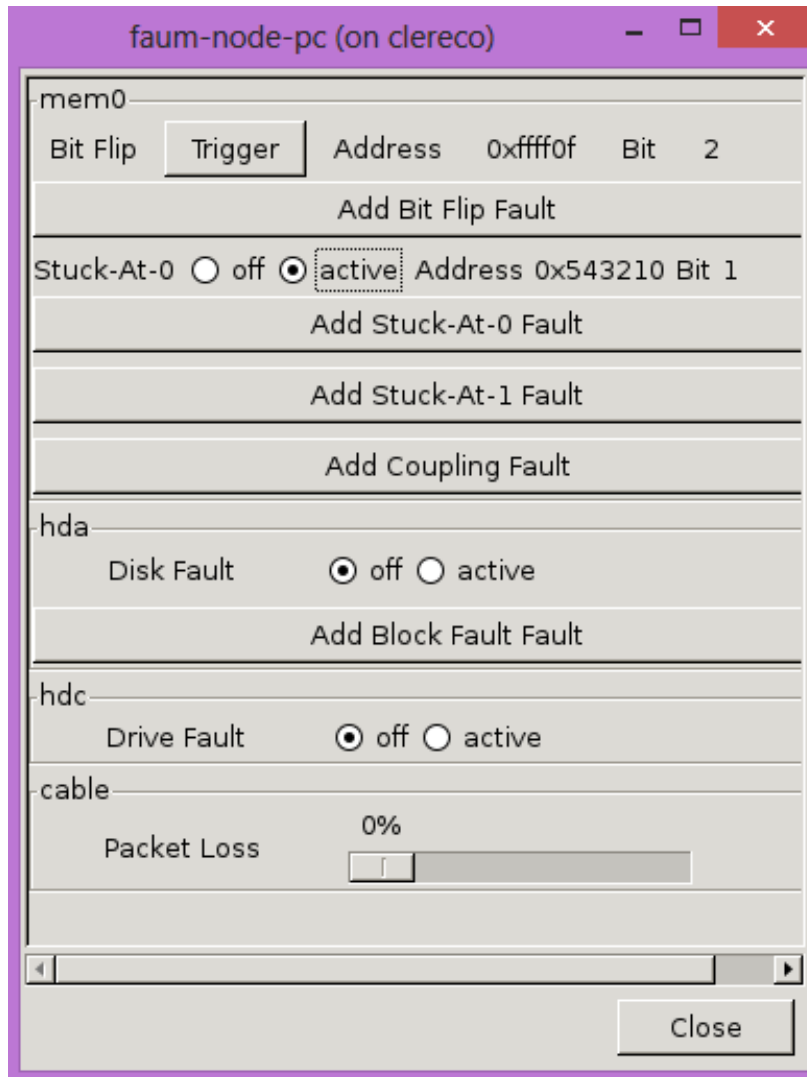 faum-node-pc (on clereco)
mem0
Bit Flip Trigger Address 0xffff0f Bit 2
Add Bit Flip Fault
Stuck-At-0 off active Address 0x543210 Bit 1
Add Stuck-At-0 Fault
Add Stuck-At-1 Fault
Add Coupling Fault
hda
Disk Fault off active
Add Block Fault Fault
hdc
Drive Fault off active
cable
0%
Packet Loss
Close